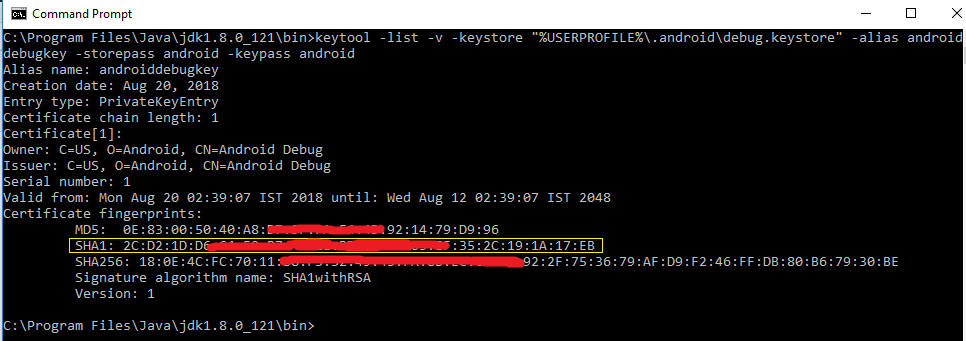 Command Prompt
C:\Program Files\Java\jdk1.8.0_121\bin>keytool -list -v -keystore "%USERPROFILE%\.android\debug.keystore" -alias android
debugkey -storepass android -keypass android
Alias name: androiddebugkey
Creation date: Aug 20, 2018
Entry type: PrivateKeyEntry
Certificate chain length: 1
Certificate[1]:
Owner: C=US, O=Android, CN=Android Debug
Issuer: C=US, O=Android, CN=Android Debug
Serial number: 1
Valid from: Mon Aug 20 02:39:07 IST 2018 until: Wed Aug 12 02:39:07 IST 2048
Certificate fingerprints:
MD5: 0E:83:00:50:40:A8: 92:14:79:D9:96
SHA1: 2C:D2:1D:D6 :35:2C:19:1A:17:EB
SHA256: 18:0E:4C:FC:70:11: 92:2F:75:36:79:AF:D9:F2:46:FF:DB:80:B6:79:30:BE
Signature algorithm name: SHA1withRSA
Version: 1
C:\Program Files\Java\jdk1.8.0_121\bin>